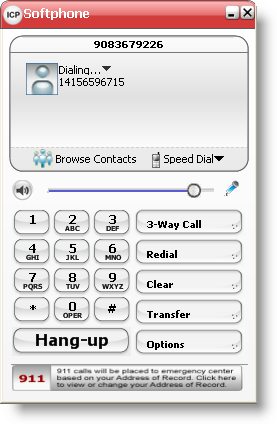 ICP Softphone
9083679226
Dialing...
14156596715
Browse Contacts Speed Dial
1 2 ABC 3 DEF 3-Way Call
4 GHI 5 JKL 6 MNO Redial
7 PQRS 8 TUV 9 WXYZ Clear
* 0 OPER # Transfer
Hang-up Options
911 911 calls will be placed to emergency center
based on your Address of Record. Click here
to view or change your Address of Record.